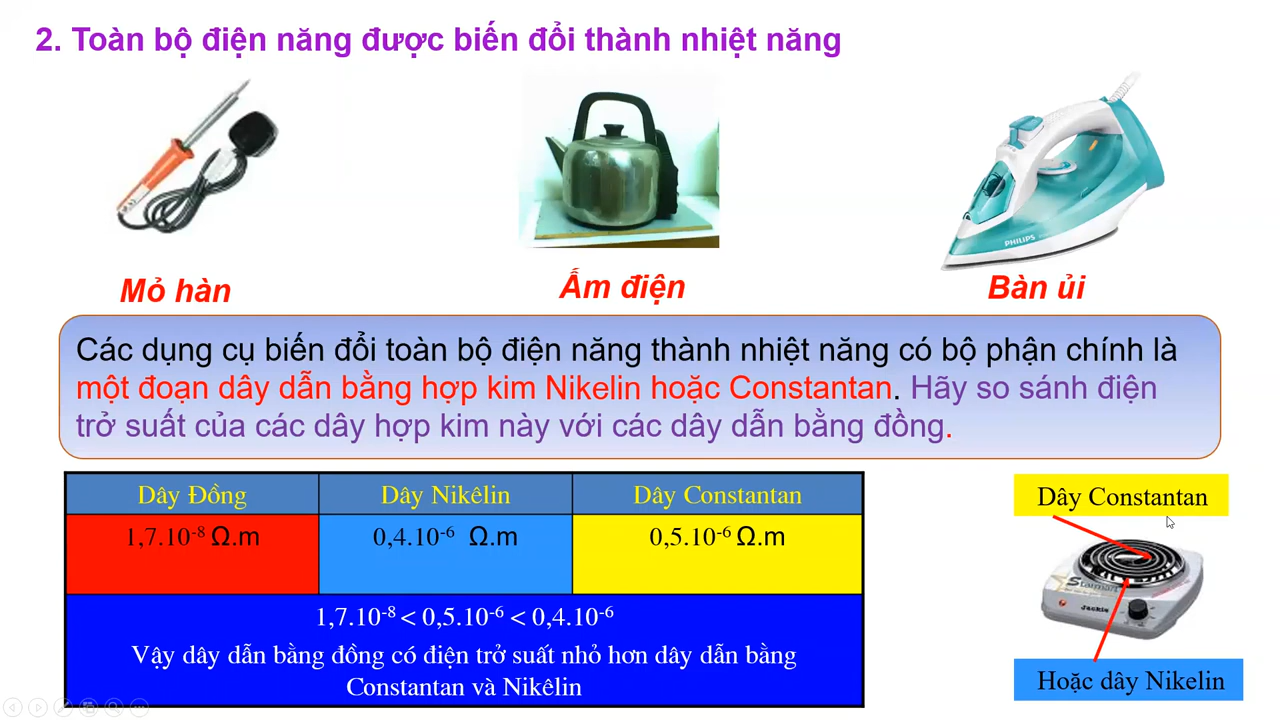 2. Toàn bộ điện năng được biến đổi thành nhiệt năng
PHILIPS
Mỏ hàn
Ấm điện
Bàn ủi
Các dụng cụ biến đổi toàn bộ điện năng thành nhiệt năng có bộ phận chính là
một đoạn dây dẫn bằng hợp kim Nikelin hoặc Constantan. Hãy so sánh điện
trở suất của các dây hợp kim này với các dây dẫn bằng đồng.
Dây Đồng Dây Nikêlin Dây Constantan
1,7.10⁻⁸ Ω.m 0,4.10⁻⁶ Ω.m 0,5.10⁻⁶ Ω.m
1,7.10⁻⁸ < 0,5.10⁻⁶ < 0,4.10⁻⁶
Vậy dây dẫn bằng đồng có điện trở suất nhỏ hơn dây dẫn bằng
Constantan và Nikêlin
Dây Constantan
Starmart
Jackie
Hoặc dây Nikelin